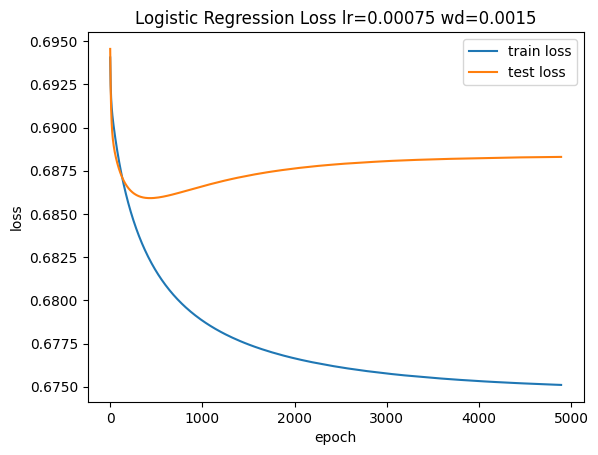 Logistic Regression Loss lr=0.00075 wd=0.0015
train loss
test loss
loss
0.6950
0.6925
0.6900
0.6875
0.6850
0.6825
0.6800
0.6775
0.6750
0 1000 2000 3000 4000 5000
epoch